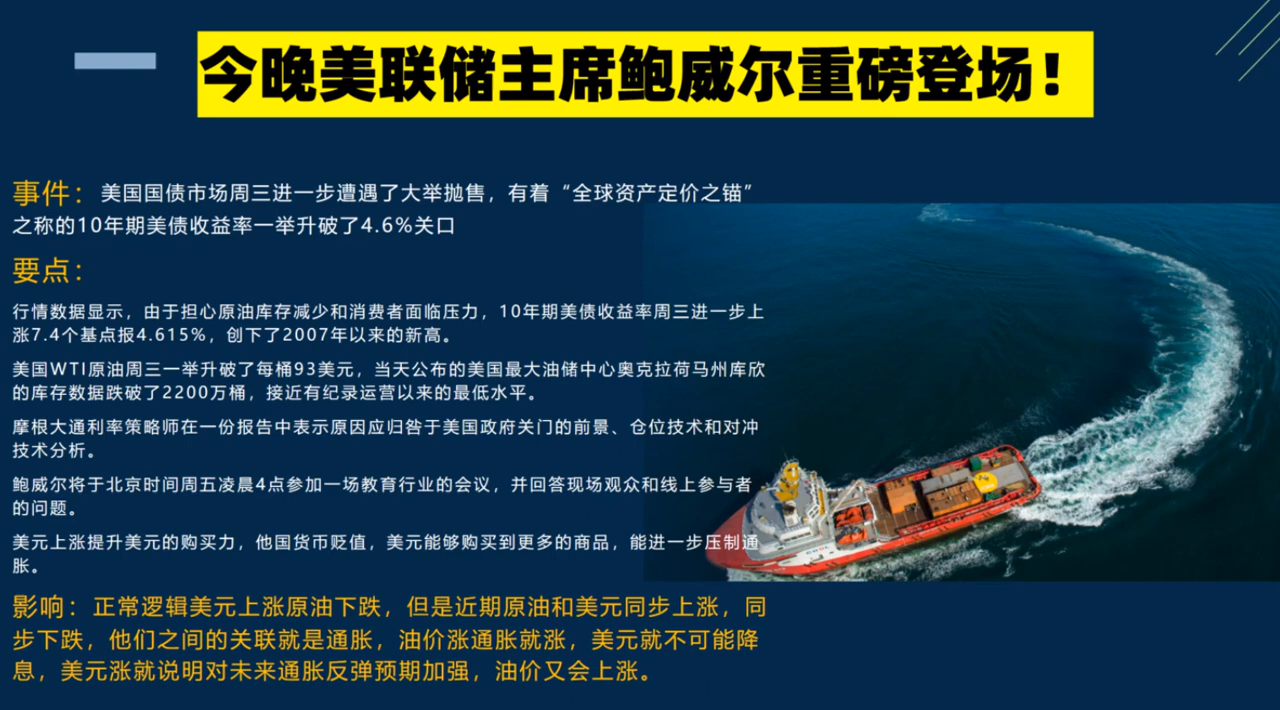 今晚美联储主席鲍威尔重磅登场！
事件：美国国债市场周三进一步遭遇了大举抛售，有着“全球资产定价之锚”
之称的10年期美债收益率一举升破了4.6%关口
要点：
行情数据显示，由于担心原油库存减少和消费者面临压力，10年期美债收益率周三进一步上
涨7.4个基点报4.615%，创下了2007年以来的新高。
美国WTI原油周三一举升破了每桶93美元，当天公布的美国最大油储中心奥克拉荷马州库欣
的库存数据跌破了2200万桶，接近有纪录运营以来的最低水平。
摩根大通利率策略师在一份报告中表示原因应归咎于美国政府关门的前景、仓位技术和对冲
技术分析。
鲍威尔将于北京时间周五凌晨4点参加一场教育行业的会议，并回答现场观众和线上参与者
的问题。
美元上涨提升美元的购买力，他国货币贬值，美元能够购买到更多的商品，能进一步压制通
胀。
影响：正常逻辑美元上涨原油下跌，但是近期原油和美元同步上涨，同
步下跌，他们之间的关联就是通胀，油价涨通胀就涨，美元就不可能降
息，美元涨就说明对未来通胀反弹预期加强，油价又会上涨。